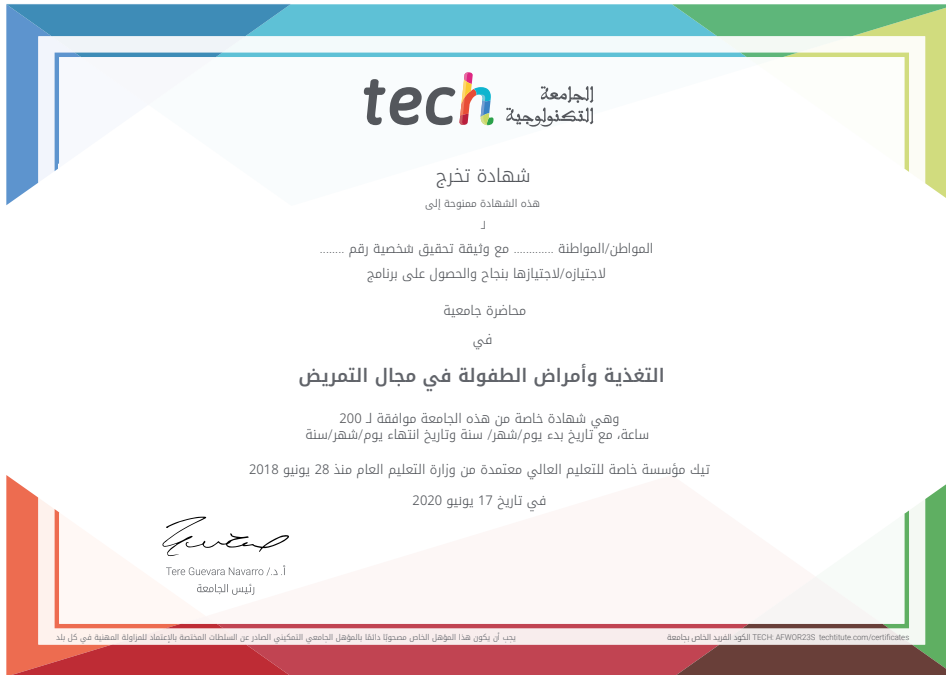 tech الجامعة
التكنولوجية
شهادة تخرج
هذه الشهادة ممنوحة إلى
لـ
المواطن/المواطنة ............. مع وثيقة تحقيق شخصية رقم ........
لاجتيازه/لاجتيازها بنجاح والحصول على برنامج
محاضرة جامعية
في
التغذية وأمراض الطفولة في مجال التمريض
وهي شهادة خاصة من هذه الجامعة موافقة لـ 200
ساعة، مع تاريخ بدء يوم/شهر/ سنة وتاريخ انتهاء يوم/شهر/سنة
تيك مؤسسة خاصة للتعليم العالي معتمدة من وزارة التعليم العام منذ 28 يونيو 2018
في تاريخ 17 يونيو 2020
أ. د./ Tere Guevara Navarro
رئيس الجامعة
يجب أن يكون هذا المؤهل الخاص مصحوبًا دائمًا بالمؤهل الجامعي التمكيني الصادر عن السلطات المختصة بالإعتماد للمزاولة المهنية في كل بلد
الكود الفريد الخاص بجامعة TECH: AFWOR23S techtitute.com/certificates